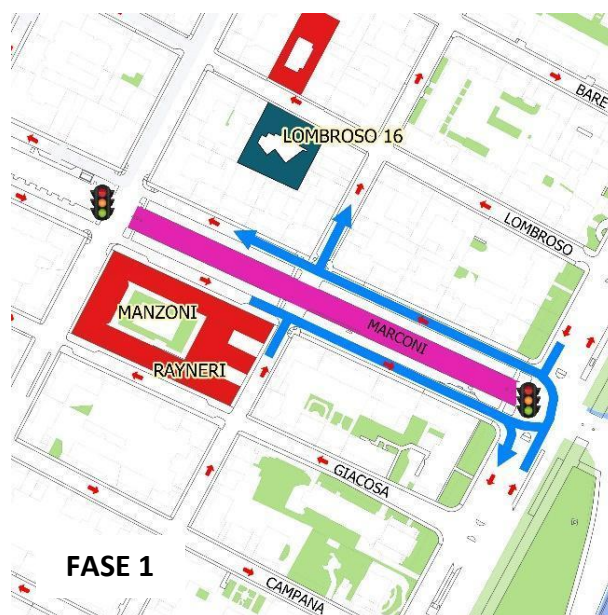 BARE
LOMBROSO 16
LOMBROSO
MANZONI
MARCONI
RAYNERI
GIACOSA
FASE 1
CAMPANA